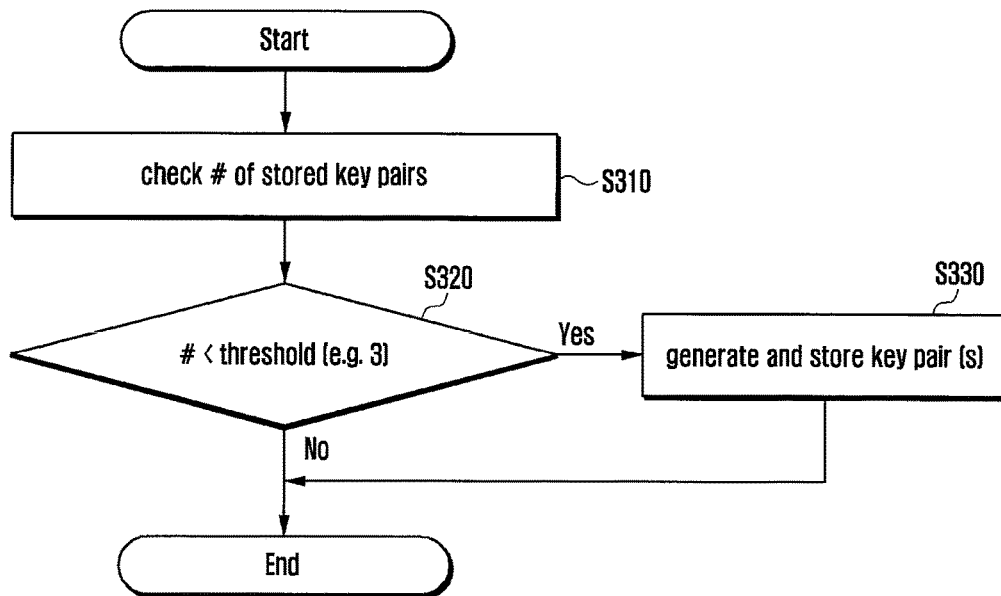 Start
check # of stored key pairs
S310
S320
# < threshold (e.g. 3)
Yes
S330
generate and store key pair (s)
No
End